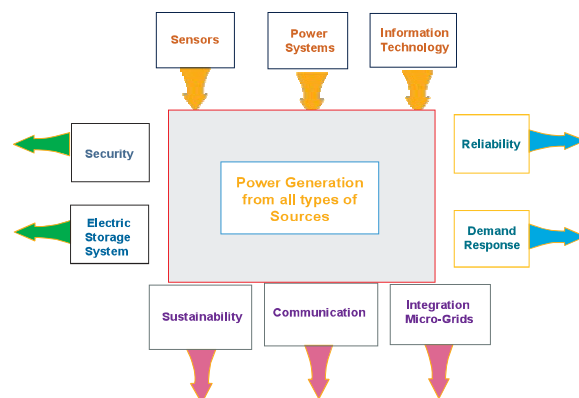 Sensors
Power
Systems
Information
Technology
Security
Reliability
Power Generation
from all types of
Sources
Electric
Storage
System
Demand
Response
Sustainability
Communication
Integration
Micro-Grids